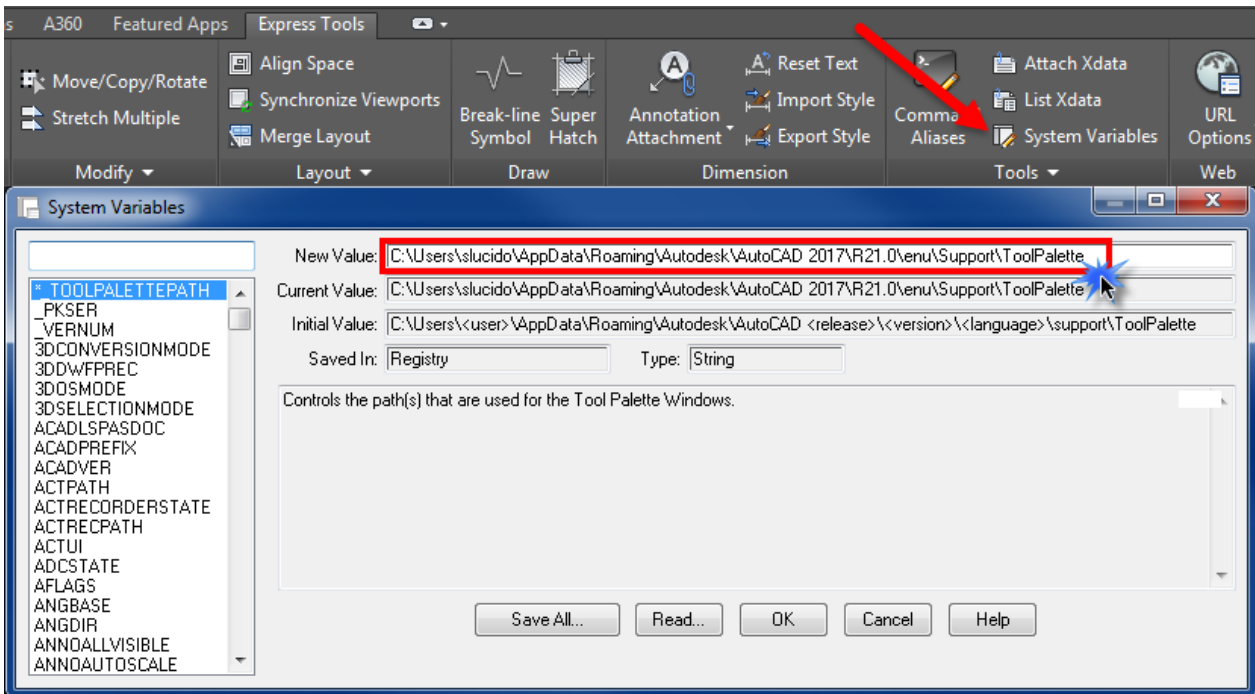 s A360 Featured Apps Express Tools
Move/Copy/Rotate
Stretch Multiple
Modify
Align Space
Synchronize Viewports
Merge Layout
Layout
Break-line Symbol
Super Hatch
Draw
Annotation Attachment
Reset Text
Import Style
Export Style
Dimension
Comma
Aliases
Attach Xdata
List Xdata
System Variables
Tools
URL Options
Web
System Variables
New Value: C:\Users\slucido\AppData\Roaming\Autodesk\AutoCAD 2017\R21.0\enu\Support\ToolPalette
Current Value: C:\Users\slucido\AppData\Roaming\Autodesk\AutoCAD 2017\R21.0\enu\Support\ToolPalette
Initial Value: C:\Users\<user>\AppData\Roaming\Autodesk\AutoCAD <release>\<version>\<language>\support\ToolPalette
Saved In: Registry Type: String
Controls the path(s) that are used for the Tool Palette Windows.
*_TOOLPALETTEPATH
_PKSER
_VERNUM
3DCONVERSIONMODE
3DDWFPREC
3DOSMODE
3DSELECTIONMODE
ACADLSPASDOC
ACADPREFIX
ACADVER
ACTPATH
ACTRECORDERSTATE
ACTRECPATH
ACTUI
ADCSTATE
AFLAGS
ANGBASE
ANGDIR
ANNOALLVISIBLE
ANNOAUTOSCALE
Save All... Read... OK Cancel Help